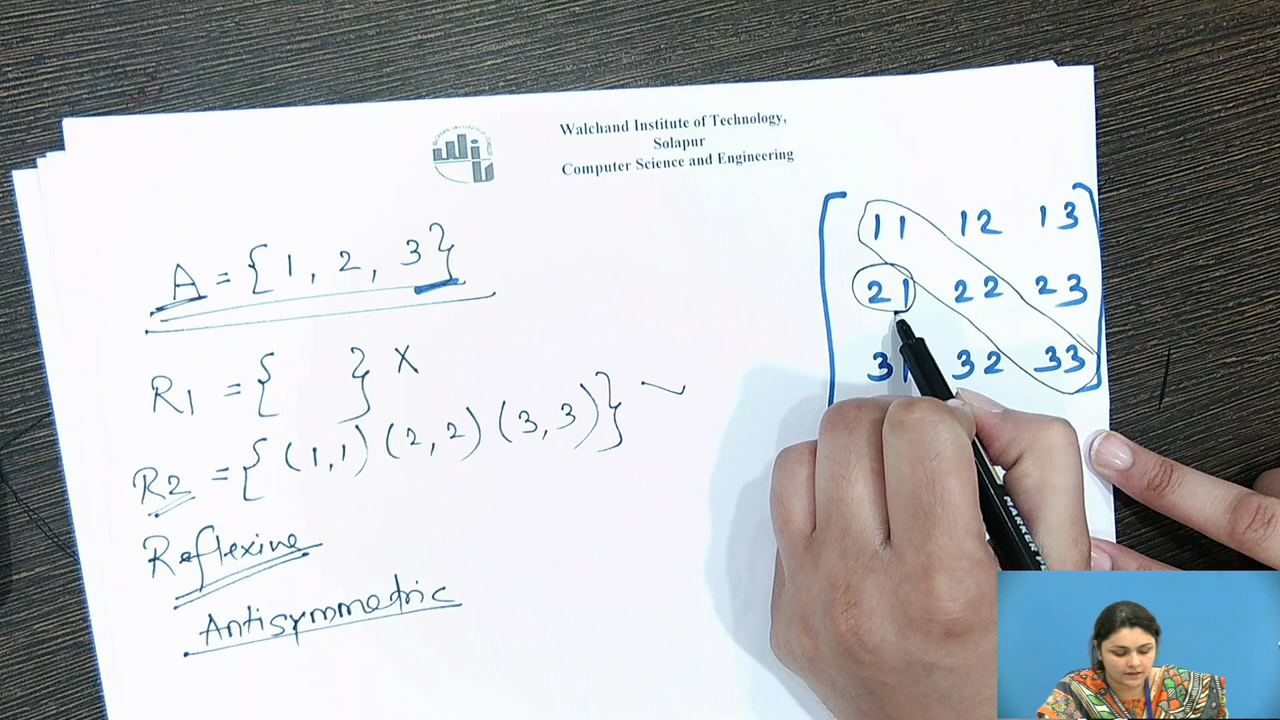 Walchand Institute of Technology,
Solapur
Computer Science and Engineering
A = { 1, 2, 3 }
R1 = { } X
R2 = { (1,1) (2,2) (3,3) } ✓
Reflexive
Antisymmetric
11 12 13
21 22 23
31 32 33
MARKER